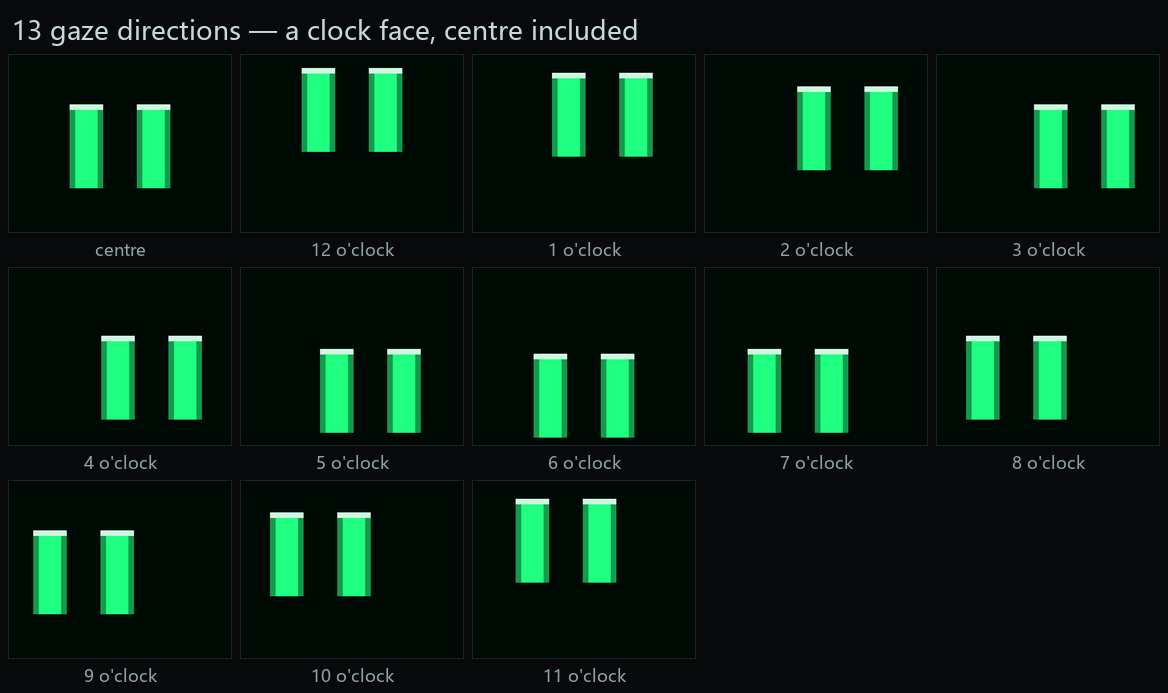 13 gaze directions — a clock face, centre included
centre
12 o'clock
1 o'clock
2 o'clock
3 o'clock
4 o'clock
5 o'clock
6 o'clock
7 o'clock
8 o'clock
9 o'clock
10 o'clock
11 o'clock